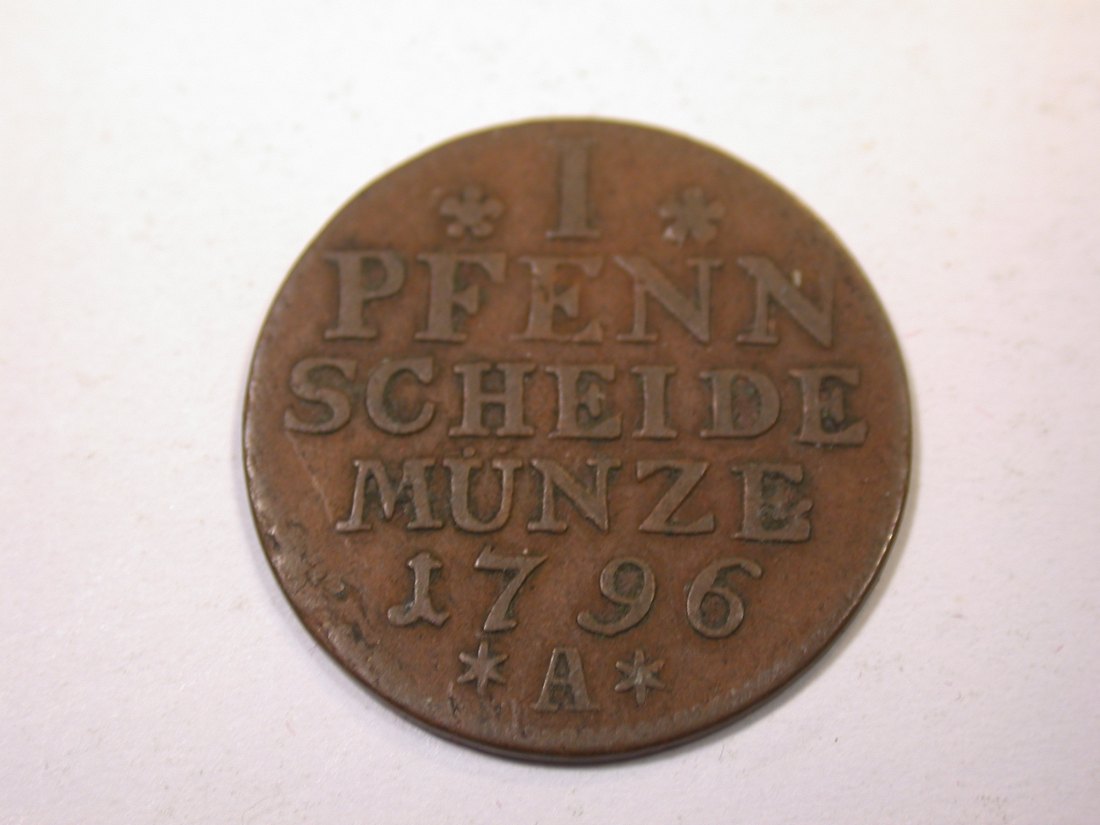 I
PFENN
SCHEIDE
MÜNZE
1796
*A*